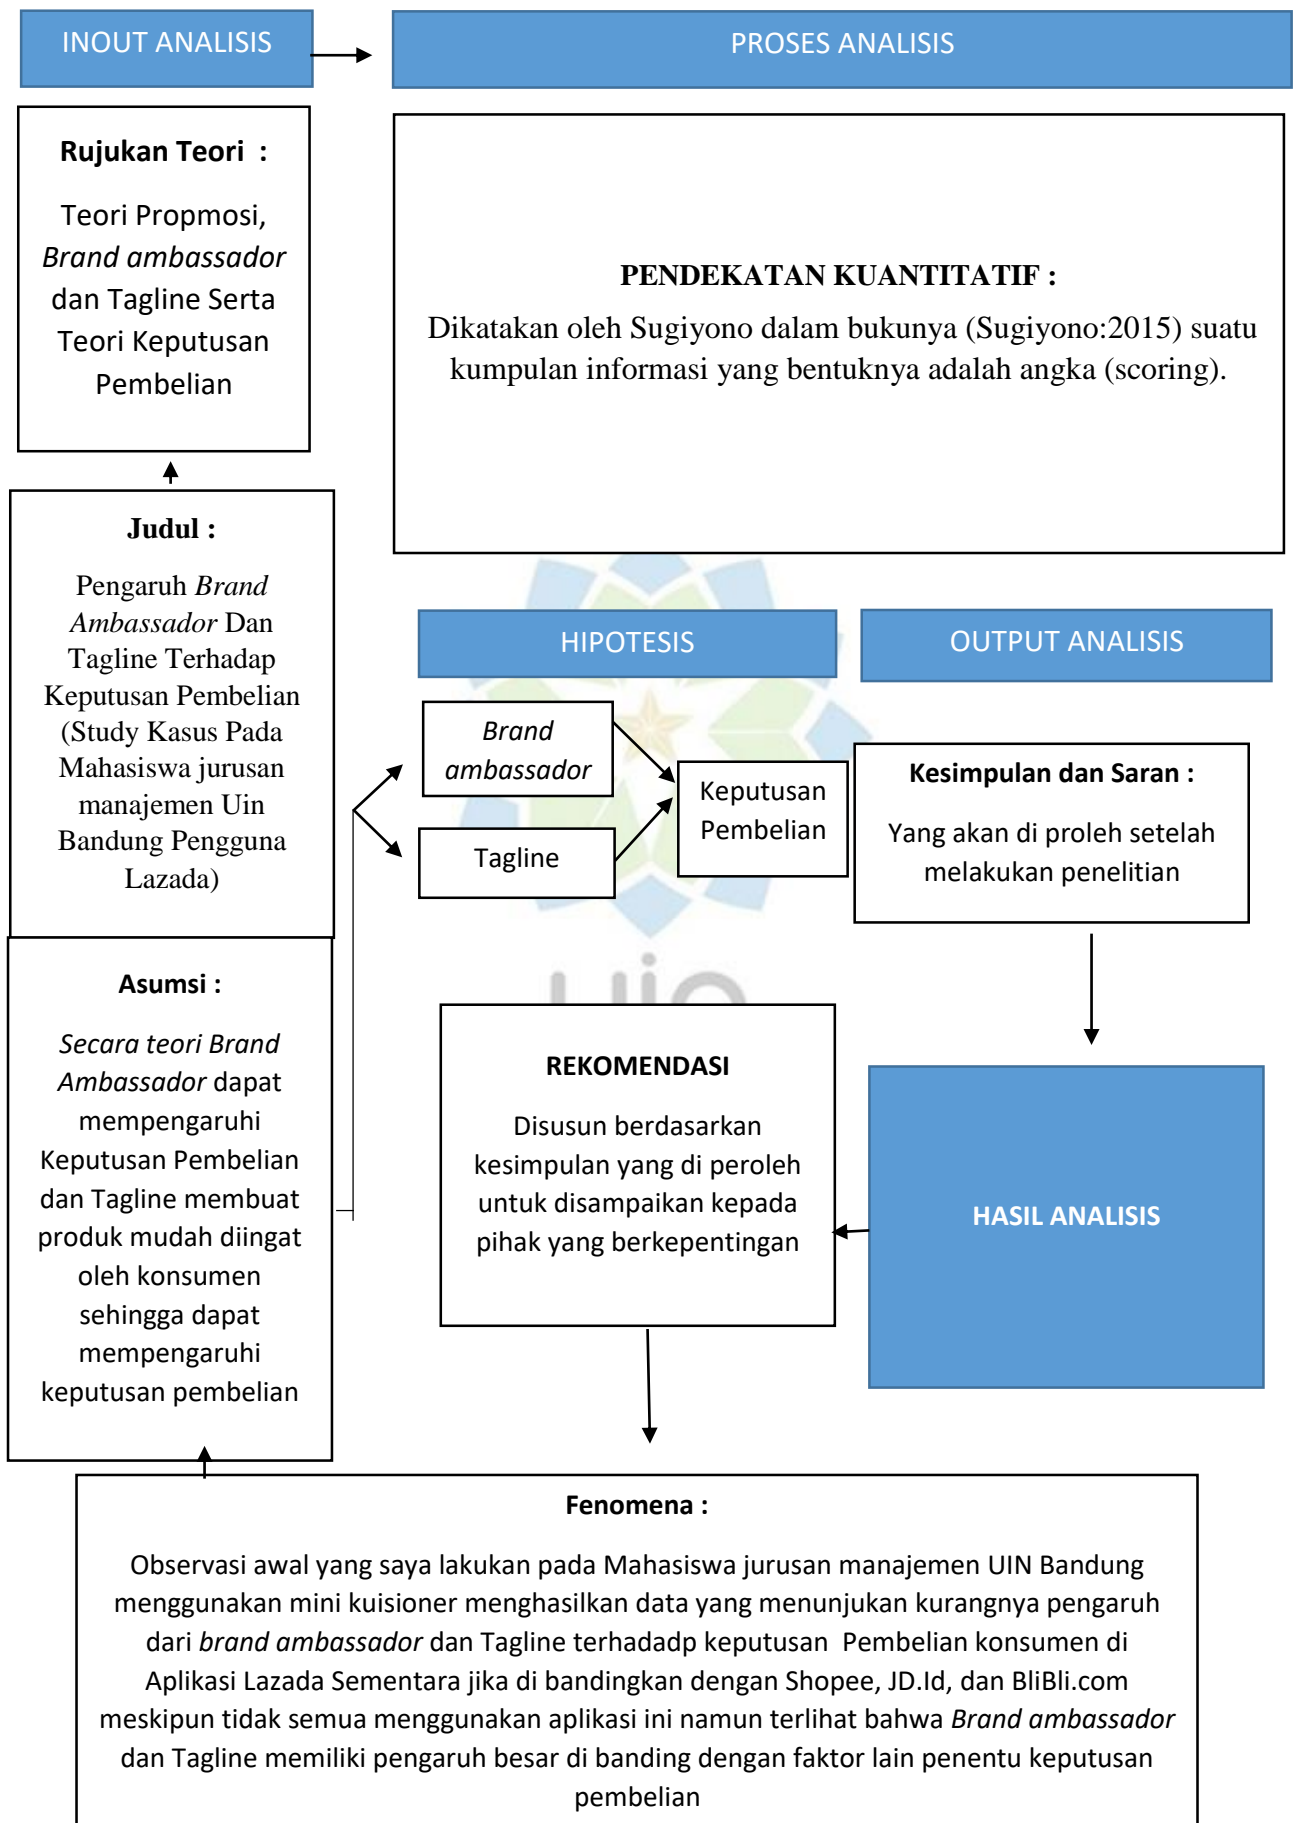 INOUT ANALISIS
PROSES ANALISIS
Rujukan Teori :
Teori Propmosi,
Brand ambassador
dan Tagline Serta
Teori Keputusan
Pembelian
PENDEKATAN KUANTITATIF :
Dikatakan oleh Sugiyono dalam bukunya (Sugiyono:2015) suatu
kumpulan informasi yang bentuknya adalah angka (scoring).
Judul :
Pengaruh Brand
Ambassador Dan
Tagline Terhadap
Keputusan Pembelian
(Study Kasus Pada
Mahasiswa jurusan
manajemen Uin
Bandung Pengguna
Lazada)
HIPOTESIS
OUTPUT ANALISIS
Brand
ambassador
Tagline
Keputusan
Pembelian
Kesimpulan dan Saran :
Yang akan di proleh setelah
melakukan penelitian
Asumsi :
Secara teori Brand
Ambassador dapat
mempengaruhi
Keputusan Pembelian
dan Tagline membuat
produk mudah diingat
oleh konsumen
sehingga dapat
mempengaruhi
keputusan pembelian
uin
REKOMENDASI
Disusun berdasarkan
kesimpulan yang di peroleh
untuk disampaikan kepada
pihak yang berkepentingan
HASIL ANALISIS
Fenomena :
Observasi awal yang saya lakukan pada Mahasiswa jurusan manajemen UIN Bandung
menggunakan mini kuisioner menghasilkan data yang menunjukan kurangnya pengaruh
dari brand ambassador dan Tagline terhadadp keputusan Pembelian konsumen di
Aplikasi Lazada Sementara jika di bandingkan dengan Shopee, JD.Id, dan BliBli.com
meskipun tidak semua menggunakan aplikasi ini namun terlihat bahwa Brand ambassador
dan Tagline memiliki pengaruh besar di banding dengan faktor lain penentu keputusan
pembelian